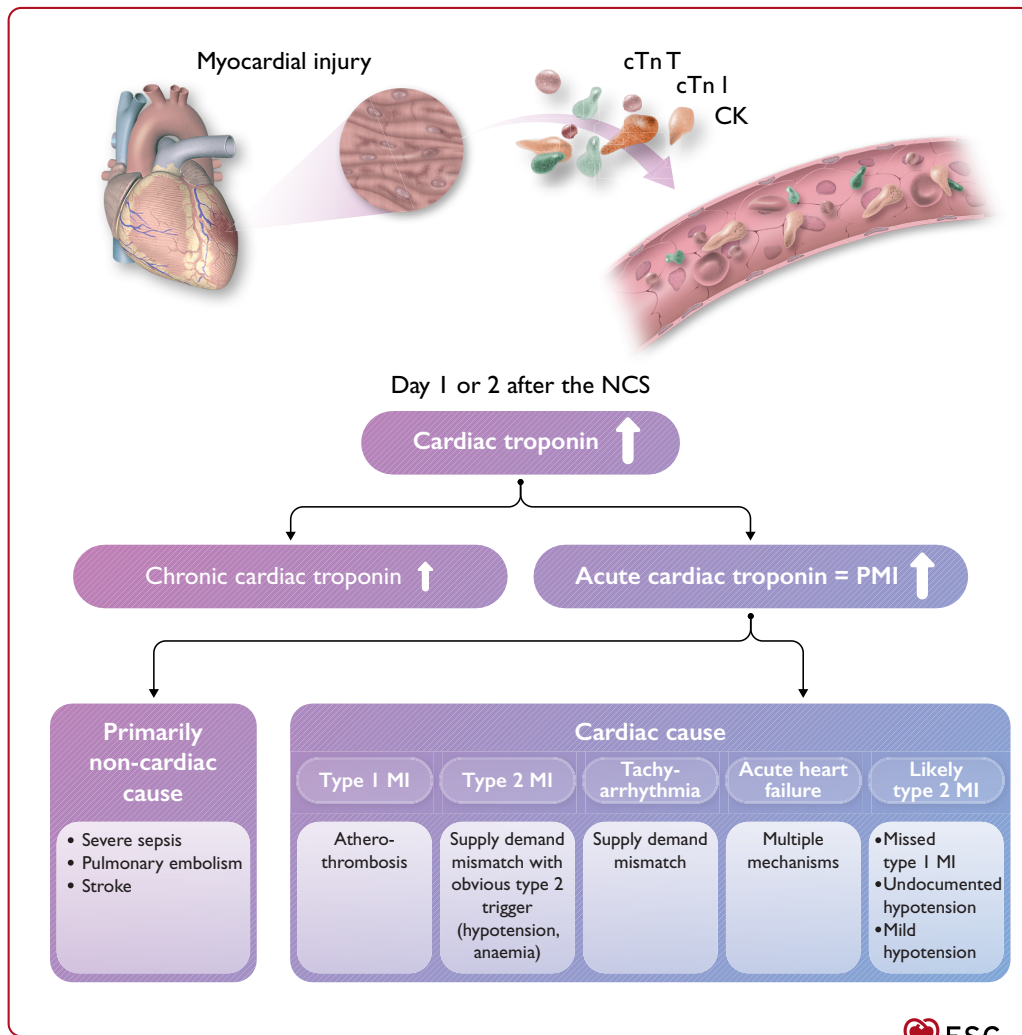 Myocardial injury
cTn T
cTn I
CK
Day 1 or 2 after the NCS
Cardiac troponin
Chronic cardiac troponin
Acute cardiac troponin = PMI
Primarily
non-cardiac
cause
• Severe sepsis
• Pulmonary embolism
• Stroke
Cardiac cause
Type 1 MI
Athero-
thrombosis
Type 2 MI
Supply demand
mismatch with
obvious type 2
trigger
(hypotension,
anaemia)
Tachy-
arrhythmia
Supply demand
mismatch
Acute heart
failure
Multiple
mechanisms
Likely
type 2 MI
•Missed
type 1 MI
•Undocumented
hypotension
•Mild
hypotension
ESC